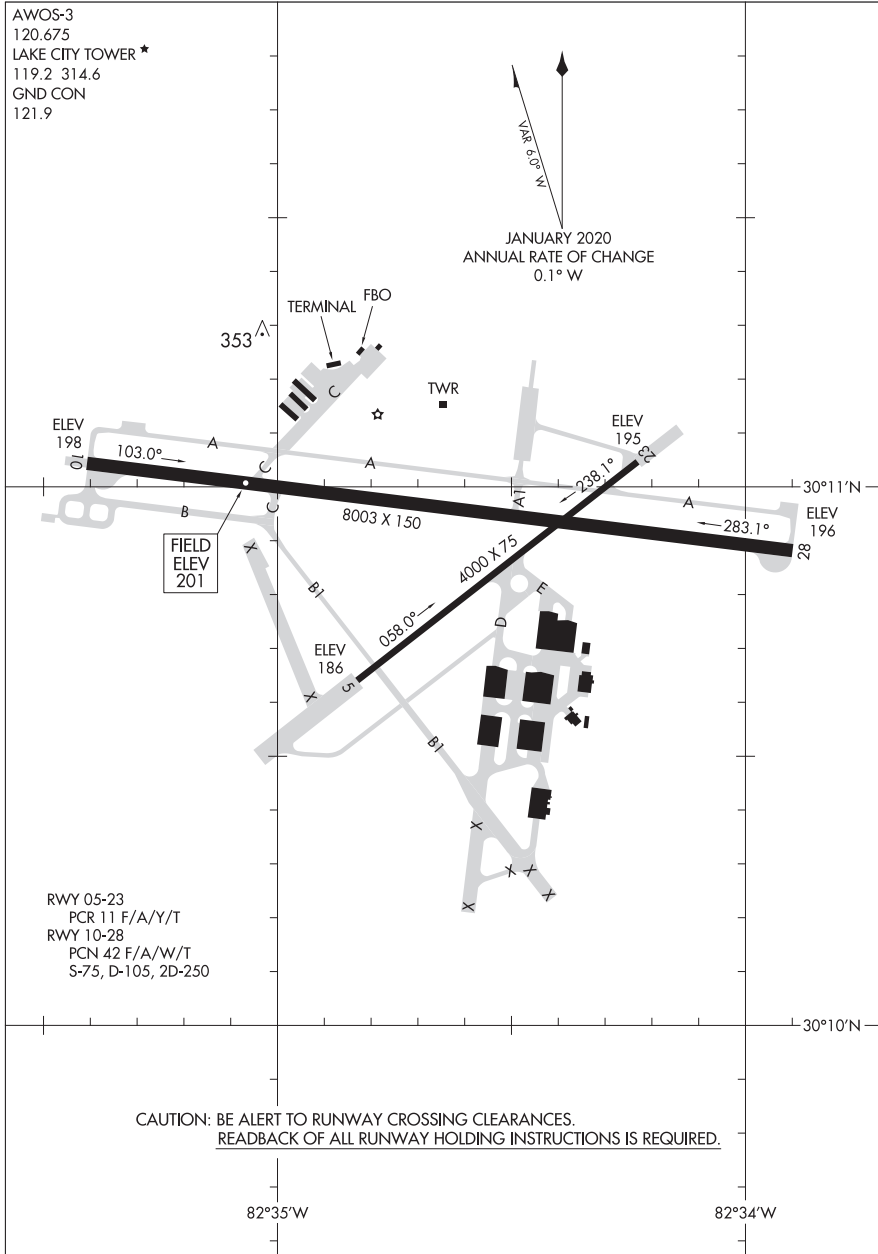 AWOS-3
120.675
LAKE CITY TOWER ★
119.2 314.6
GND CON
121.9
VAR 6.0° W
JANUARY 2020
ANNUAL RATE OF CHANGE
0.1° W
FBO
TERMINAL
353
C
TWR
ELEV
198
ELEV
195
A
10
103.0°
C
A
23
238.1°
30°11'N
C
A1
A
B
8003 X 150
283.1°
ELEV
196
28
FIELD
ELEV
201
X
4000 X 75
B1
E
058.0°
D
ELEV
186
5
X
B1
X
X
X
X
X
RWY 05-23
PCR 11 F/A/Y/T
RWY 10-28
PCN 42 F/A/W/T
S-75, D-105, 2D-250
30°10'N
CAUTION: BE ALERT TO RUNWAY CROSSING CLEARANCES.
READBACK OF ALL RUNWAY HOLDING INSTRUCTIONS IS REQUIRED.
82°35'W
82°34'W